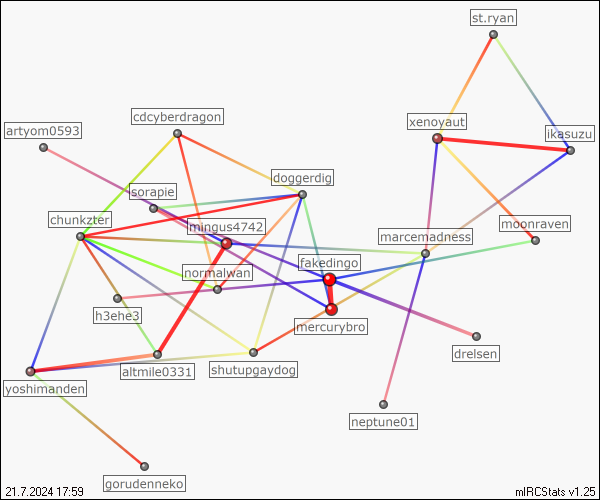 st.ryan
cdcyberdragon
xenoyaut
artyom0593
ikasuzu
doggerdig
sorapie
chunkzter
mingus4742
moonraven
marcemadness
fakedingo
normalwan
h3ehe3
mercurybro
drelsen
altmile0331
shutupgaydog
yoshimanden
neptune01
gorudenneko
21.7.2024 17:59
mIRCStats v1.25